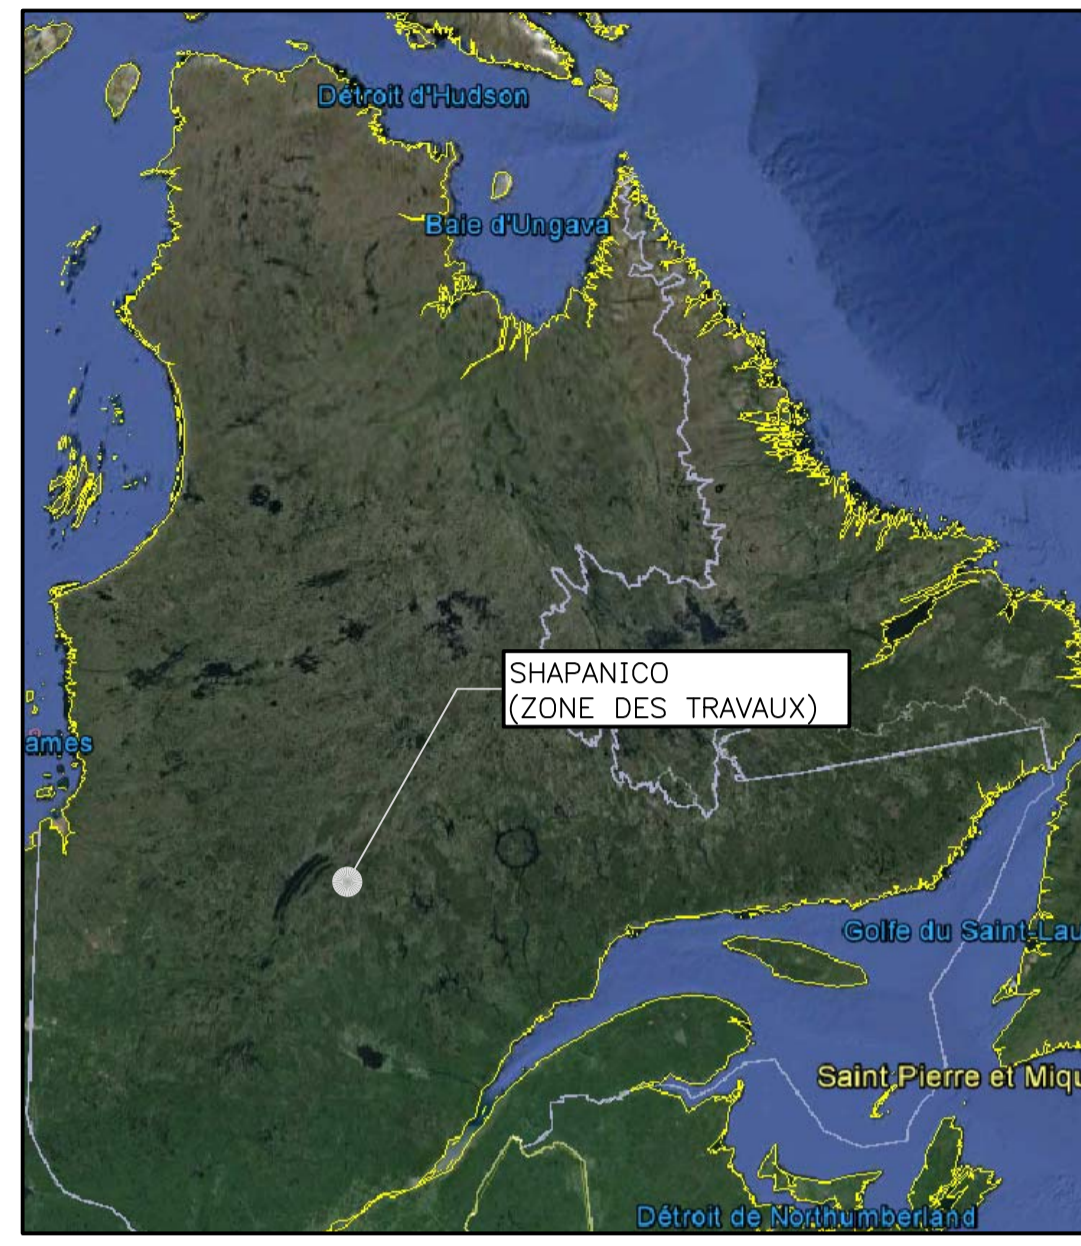 Détroit d'Hudson
Baie d'Ungava
SHAPANICO
(ZONE DES TRAVAUX)
ames
Golfe du Saint-Lau
Saint Pierre et Miqu
Détroit de Northumberland